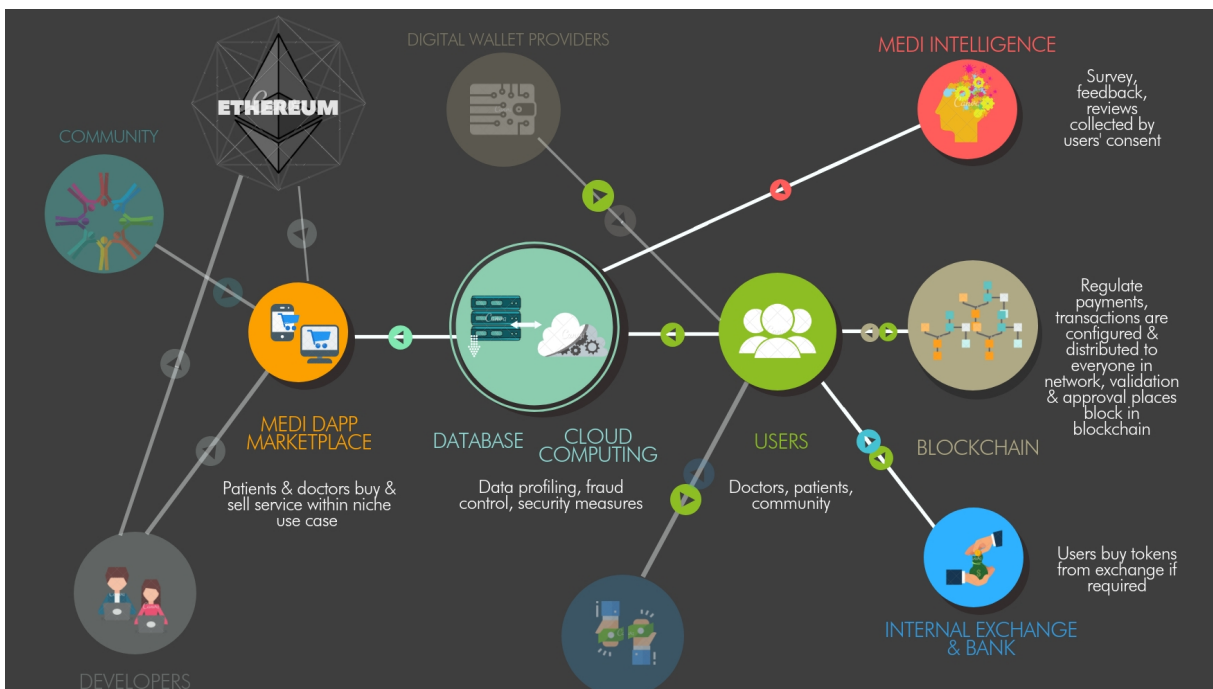 DIGITAL WALLET PROVIDERS
MEDI INTELLIGENCE
Survey,
feedback,
reviews
collected by
users' consent
ETHEREUM
COMMUNITY
Regulate
payments,
transactions are
configured &
distributed to
everyone in
network, validation
& approval places
block in
blockchain
MEDI DAPP
MARKETPLACE
Patients & doctors buy &
sell service within niche
use case
DATABASE
CLOUD
COMPUTING
Data profiling, fraud
control, security measures
USERS
Doctors, patients,
community
BLOCKCHAIN
Users buy tokens
from exchange if
required
INTERNAL EXCHANGE
& BANK
DEVELOPERS